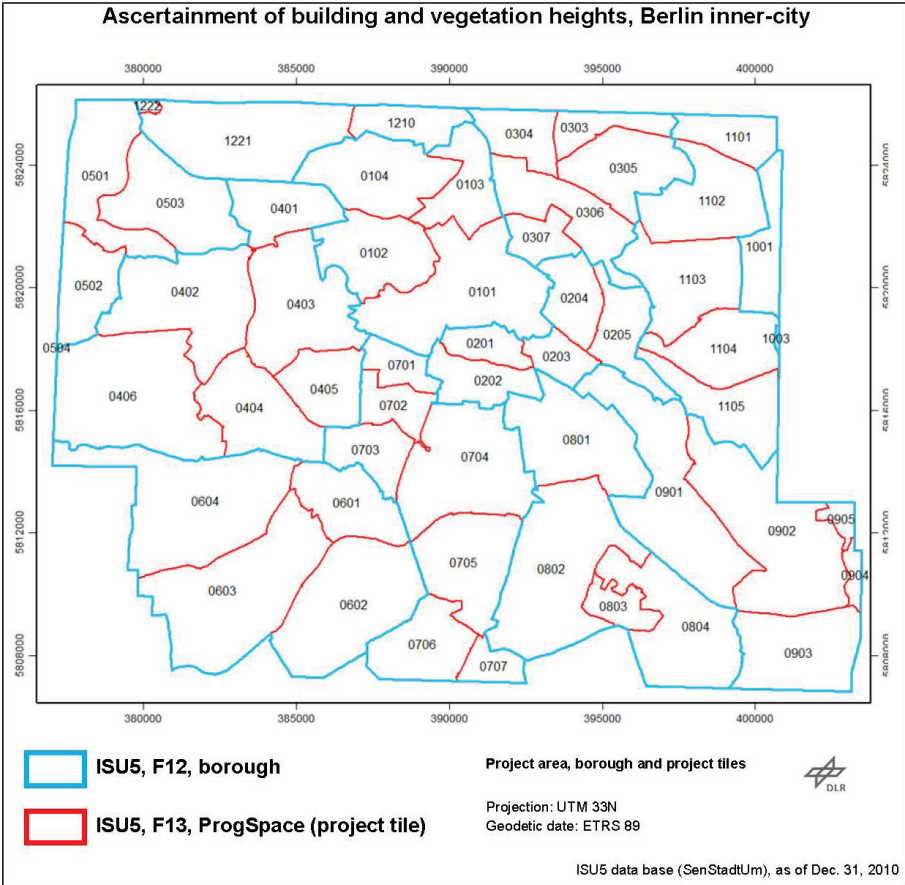 Ascertainment of building and vegetation heights, Berlin inner-city
380000 385000 390000 395000 400000
1222 1210 0304 0303 1101
1221
5824000 0501 0104 0103 0305 5824000
0503 0401 0306 1102
0307 1001
0102
0502 0402 0403 0101 0204 1103
5820000 5820000
0504 0201 0203 0205 1104 1003
0701 0202
0406 0404 0405 0702 1105
5816000 5816000
0703 0704 0801
0604 0601 0901
5812000 0902 0905 5812000
0603 0602 0705 0802 0803 0904
0706 0707 0804 0903
5808000 5808000
380000 385000 390000 395000 400000
ISU5, F12, borough
ISU5, F13, ProgSpace (project tile)
Project area, borough and project tiles
DLR
Projection: UTM 33N
Geodetic date: ETRS 89
ISU5 data base (SenStadtUm), as of Dec. 31, 2010